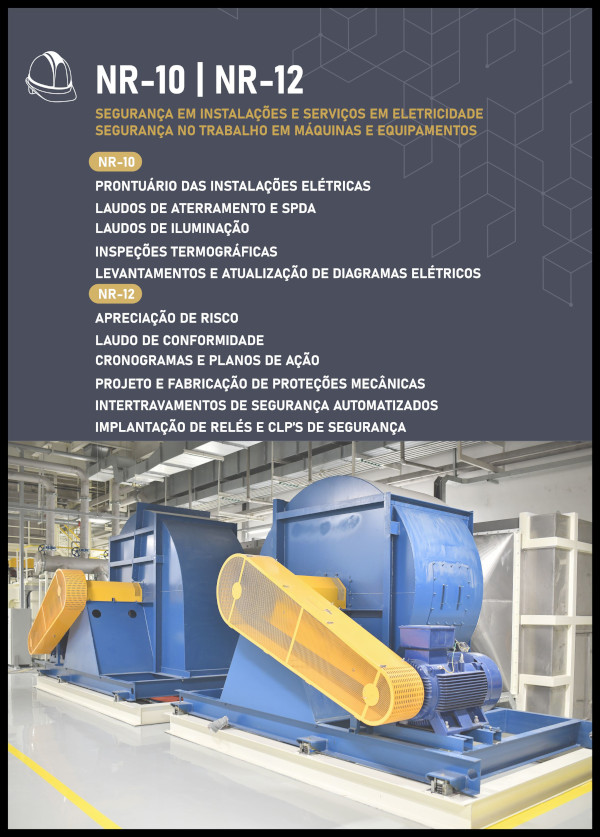 NR-10 | NR-12
SEGURANÇA EM INSTALAÇÕES E SERVIÇOS EM ELETRICIDADE
SEGURANÇA NO TRABALHO EM MÁQUINAS E EQUIPAMENTOS
NR-10
PRONTUÁRIO DAS INSTALAÇÕES ELÉTRICAS
LAUDOS DE ATERRAMENTO E SPDA
LAUDOS DE ILUMINAÇÃO
INSPEÇÕES TERMOGRÁFICAS
LEVANTAMENTOS E ATUALIZAÇÃO DE DIAGRAMAS ELÉTRICOS
NR-12
APRECIAÇÃO DE RISCO
LAUDO DE CONFORMIDADE
CRONOGRAMAS E PLANOS DE AÇÃO
PROJETO E FABRICAÇÃO DE PROTEÇÕES MECÂNICAS
INTERTRAVAMENTOS DE SEGURANÇA AUTOMATIZADOS
IMPLANTAÇÃO DE RELÉS E CLP'S DE SEGURANÇA